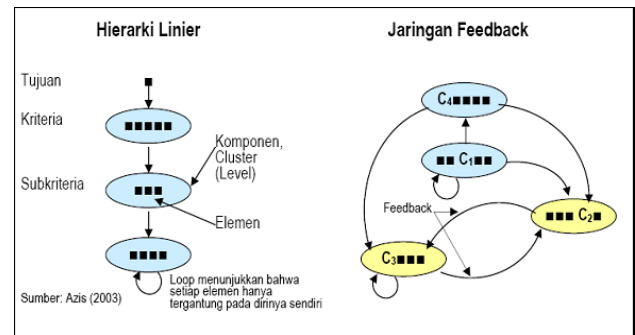 Hierarki Linier
Tujuan
Kriteria
Komponen,
Cluster
(Level)
Subkriteria
Elemen
Loop menunjukkan bahwa
setiap elemen hanya
tergantung pada dirinya sendiri
Sumber: Azis (2003)
Jaringan Feedback
C4
C1
Feedback
C2
C3